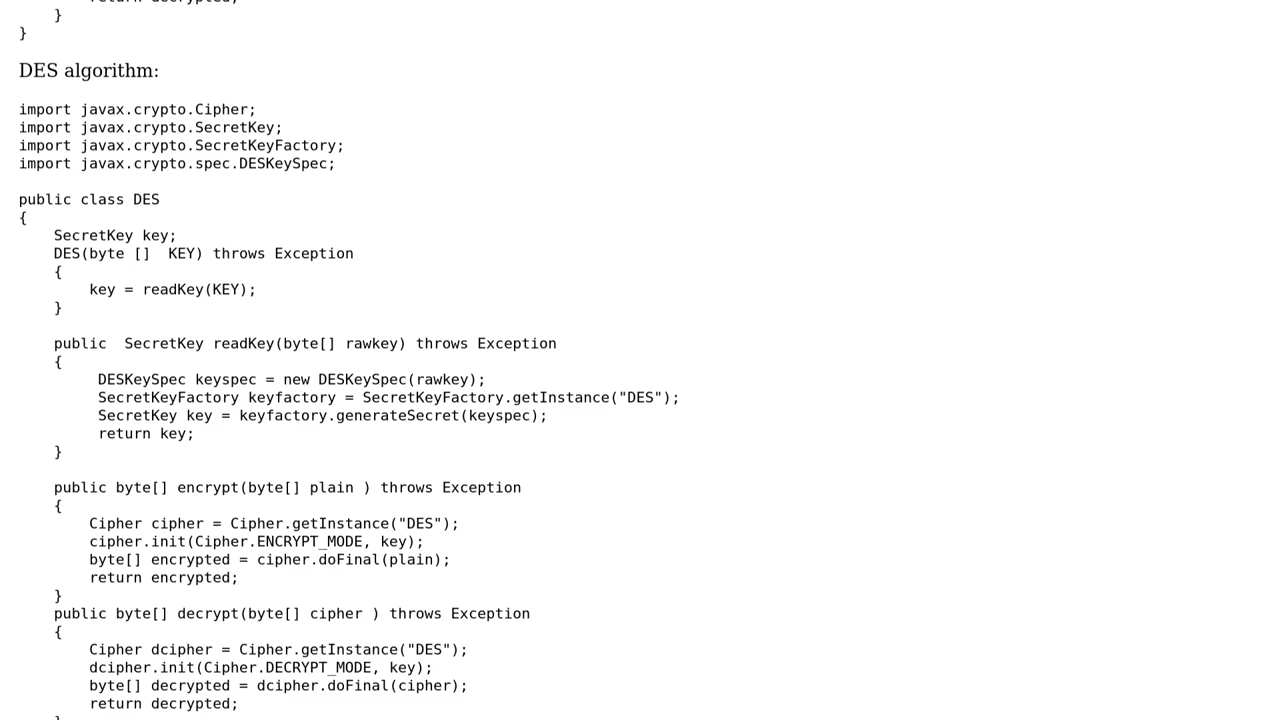 return decrypted;
    }
}
DES algorithm:
import javax.crypto.Cipher;
import javax.crypto.SecretKey;
import javax.crypto.SecretKeyFactory;
import javax.crypto.spec.DESKeySpec;
public class DES
{
    SecretKey key;
    DES(byte []  KEY) throws Exception
    {
        key = readKey(KEY);
    }
    public  SecretKey readKey(byte[] rawkey) throws Exception
    {
         DESKeySpec keyspec = new DESKeySpec(rawkey);
         SecretKeyFactory keyfactory = SecretKeyFactory.getInstance("DES");
         SecretKey key = keyfactory.generateSecret(keyspec);
         return key;
    }
    public byte[] encrypt(byte[] plain ) throws Exception
    {
        Cipher cipher = Cipher.getInstance("DES");
        cipher.init(Cipher.ENCRYPT_MODE, key);
        byte[] encrypted = cipher.doFinal(plain);
        return encrypted;
    }
    public byte[] decrypt(byte[] cipher ) throws Exception
    {
        Cipher dcipher = Cipher.getInstance("DES");
        dcipher.init(Cipher.DECRYPT_MODE, key);
        byte[] decrypted = dcipher.doFinal(cipher);
        return decrypted;
    }